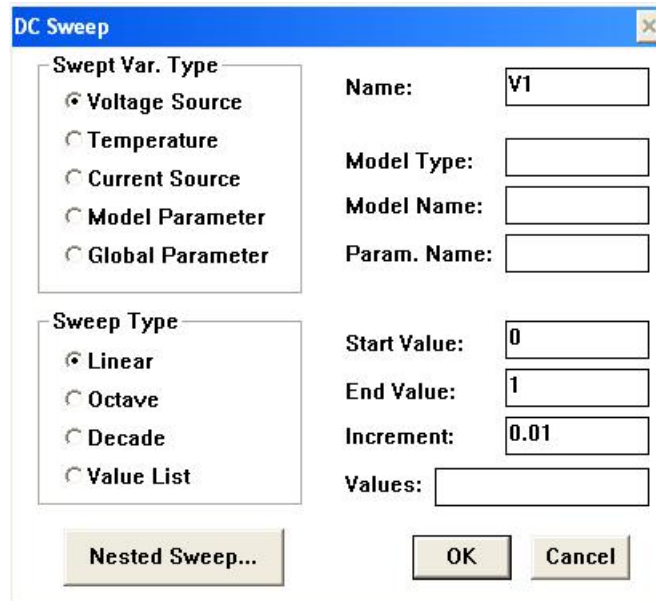 DC Sweep
Swept Var. Type
Voltage Source
Temperature
Current Source
Model Parameter
Global Parameter
Name: V1
Model Type:
Model Name:
Param. Name:
Sweep Type
Linear
Octave
Decade
Value List
Start Value: 0
End Value: 1
Increment: 0.01
Values:
Nested Sweep...
OK
Cancel